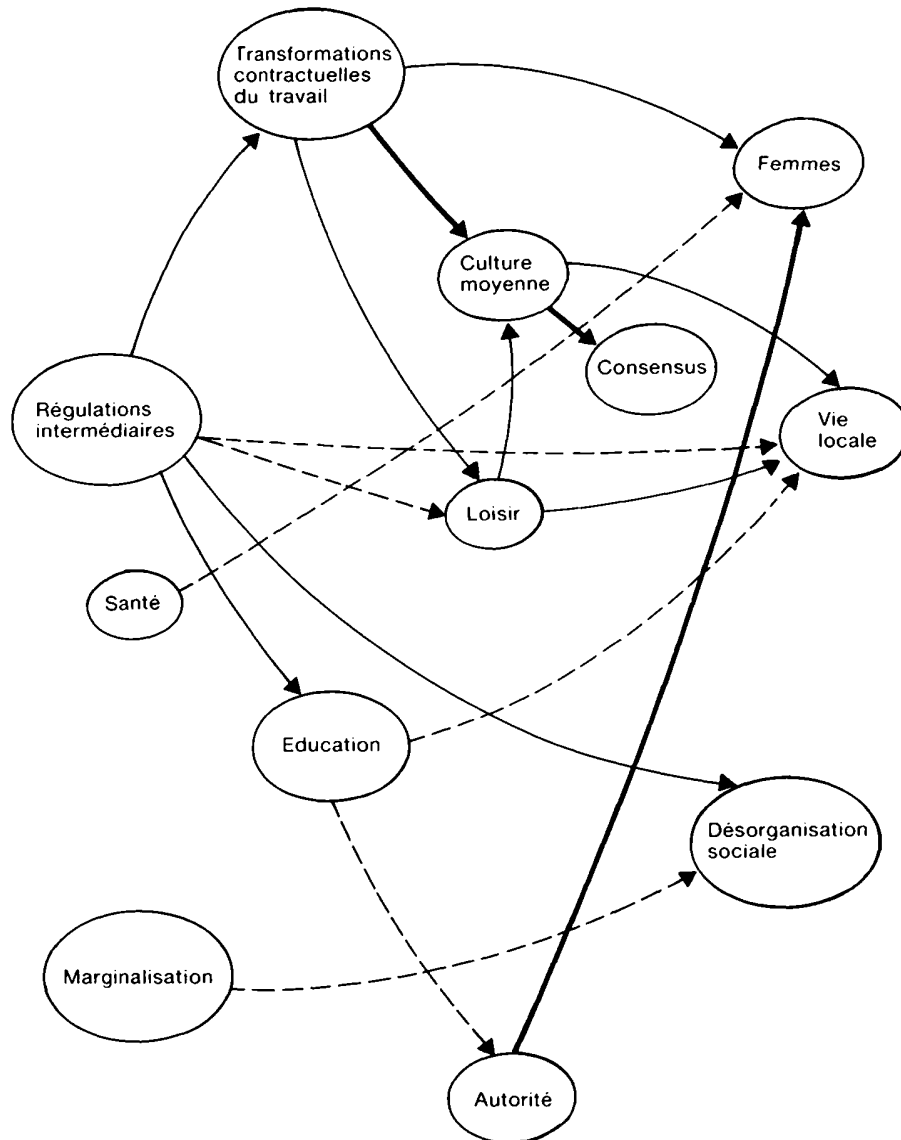 Transformations
contractuelles
du travail
Femmes
Culture
moyenne
Consensus
Régulations
intermédiaires
Vie
locale
Loisir
Santé
Education
Désorganisation
sociale
Marginalisation
Autorité